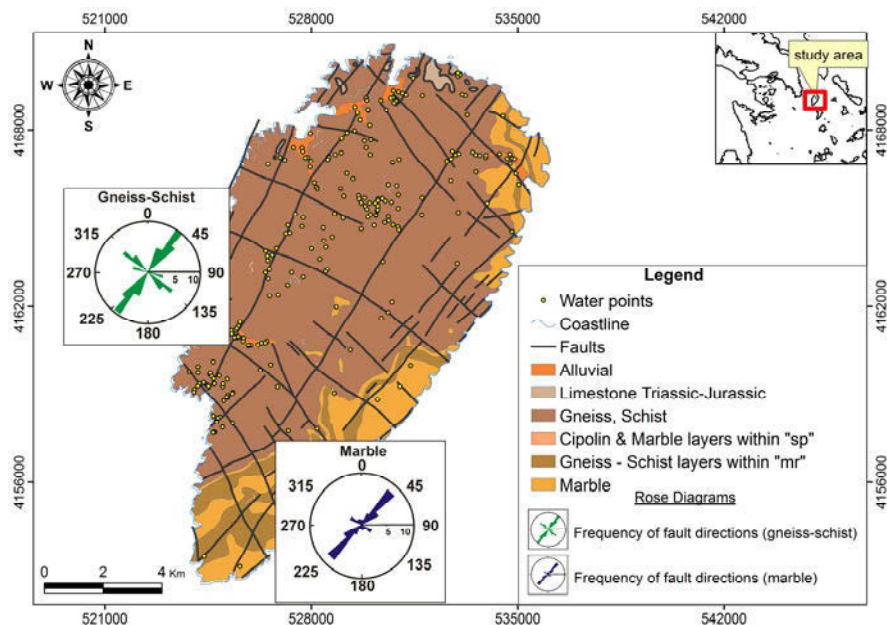 521000 528000 535000 542000
N
W E
S
study area
4168000 4168000
Gneiss-Schist
0
315 45
270 90
5 10
225 135
180
4162000 4162000
Legend
Water points
Coastline
Faults
Alluvial
Limestone Triassic-Jurassic
Gneiss, Schist
Cipolin & Marble layers within "sp"
Gneiss - Schist layers within "mr"
Marble
Rose Diagrams
Frequency of fault directions (gneiss-schist)
Frequency of fault directions (marble)
Marble
0
315 45
270 90
5 10
225 135
180
4156000 4156000
0 2 4
Km
521000 528000 535000 542000